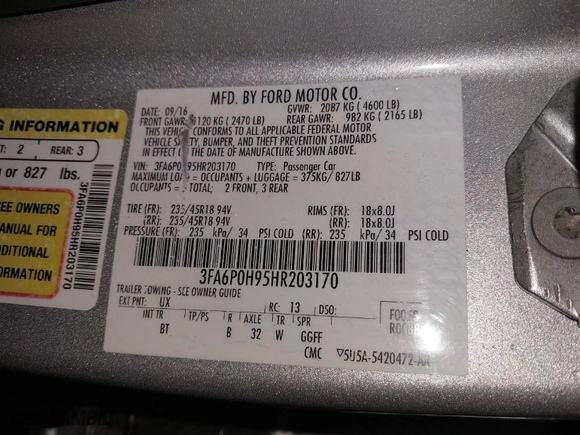 MFD. BY FORD MOTOR CO.
DATE: 09/16 GVWR: 2087 KG ( 4600 LB)
FRONT GAWR: 1120 KG ( 2470 LB) REAR GAWR: 982 KG ( 2165 LB)
THIS VEHICLE CONFORMS TO ALL APPLICABLE FEDERAL MOTOR
VEHICLE SAFETY, BUMPER, AND THEFT PREVENTION STANDARDS
IN EFFECT ON THE DATE OF MANUFACTURE SHOWN ABOVE.
VIN: 3FA6P0H95HR203170 TYPE: Passenger Car
MAXIMUM LOAD = OCCUPANTS + LUGGAGE = 375KG/ 827LB
OCCUPANTS = TOTAL; 2 FRONT, 3 REAR
TIRE (FR): 235/45R18 94V RIMS (FR): 18x8.0J
(RR): 235/45R18 94V (RR): 18x8.0J
PRESSURE (FR): 235 kPa/ 34 PSI COLD (RR): 235 kPa/ 34 PSI COLD
3FA6P0H95HR203170
TRAILER TOWING - SEE OWNER GUIDE
EXT PNT: UX RC: 13 DSO:
INT TR TP/PS R AXLE TR SPR
BT B 32 W GGFF
CMC ▽5U5A-5420472-AA
G INFORMATION
T: 2 REAR: 3
or 827 lbs.
SEE OWNERS
MANUAL FOR
ADDITIONAL
INFORMATION
3FA6P0H95HR203170